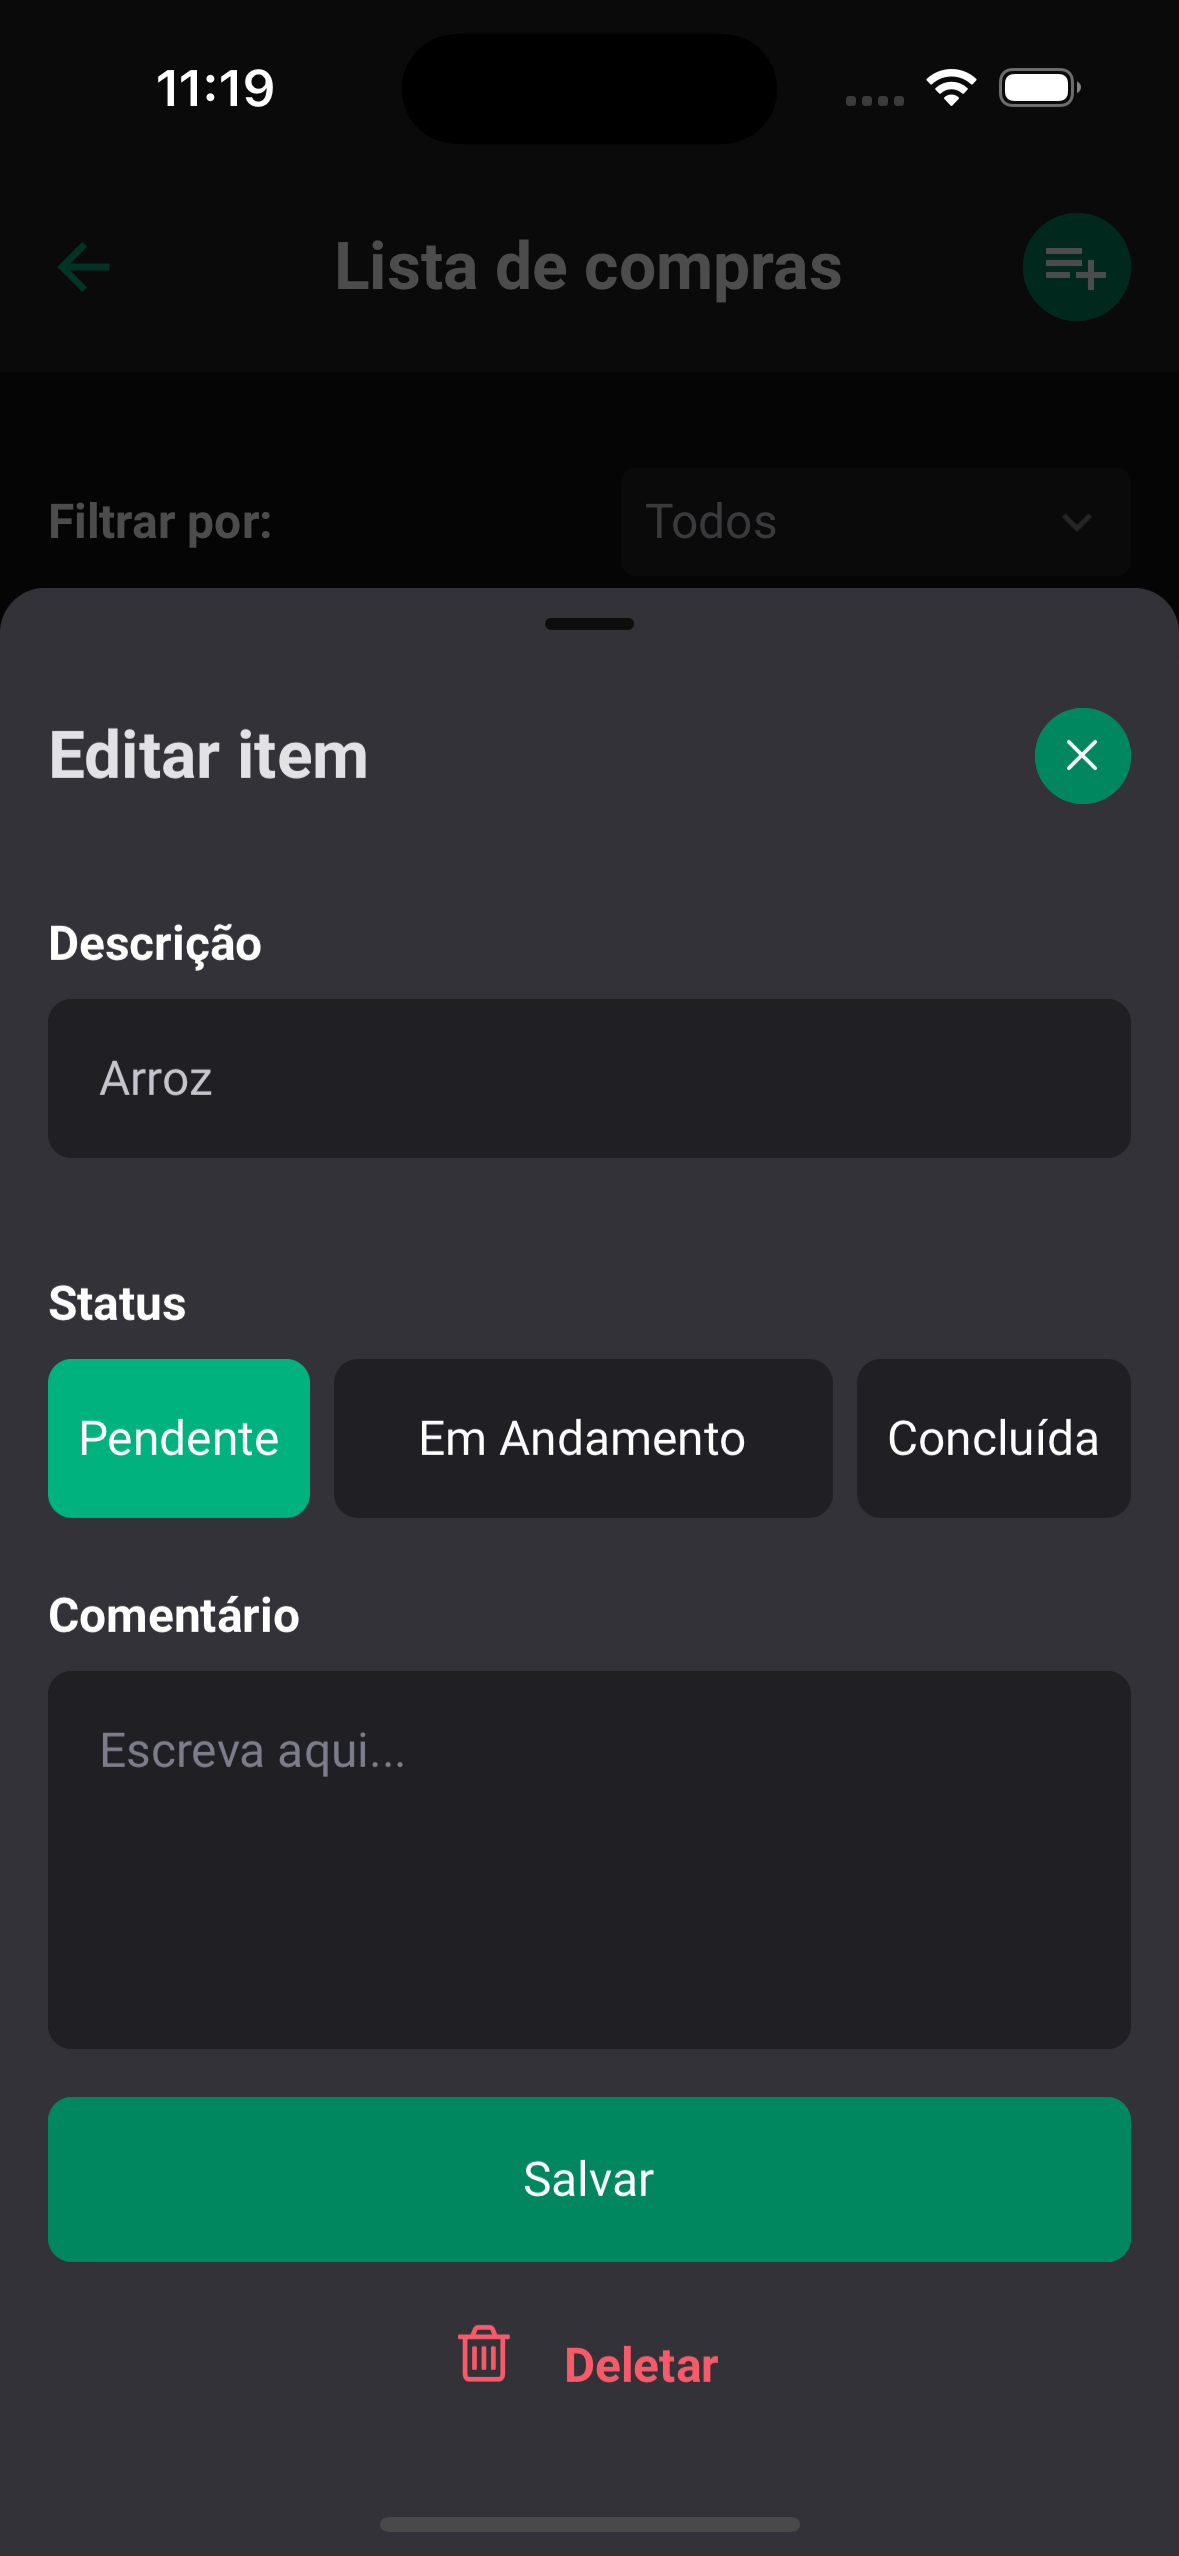 11:19
Lista de compras
Filtrar por:
Todos
Editar item
Descrição
Arroz
Status
Pendente
Em Andamento
Concluída
Comentário
Escreva aqui...
Salvar
Deletar